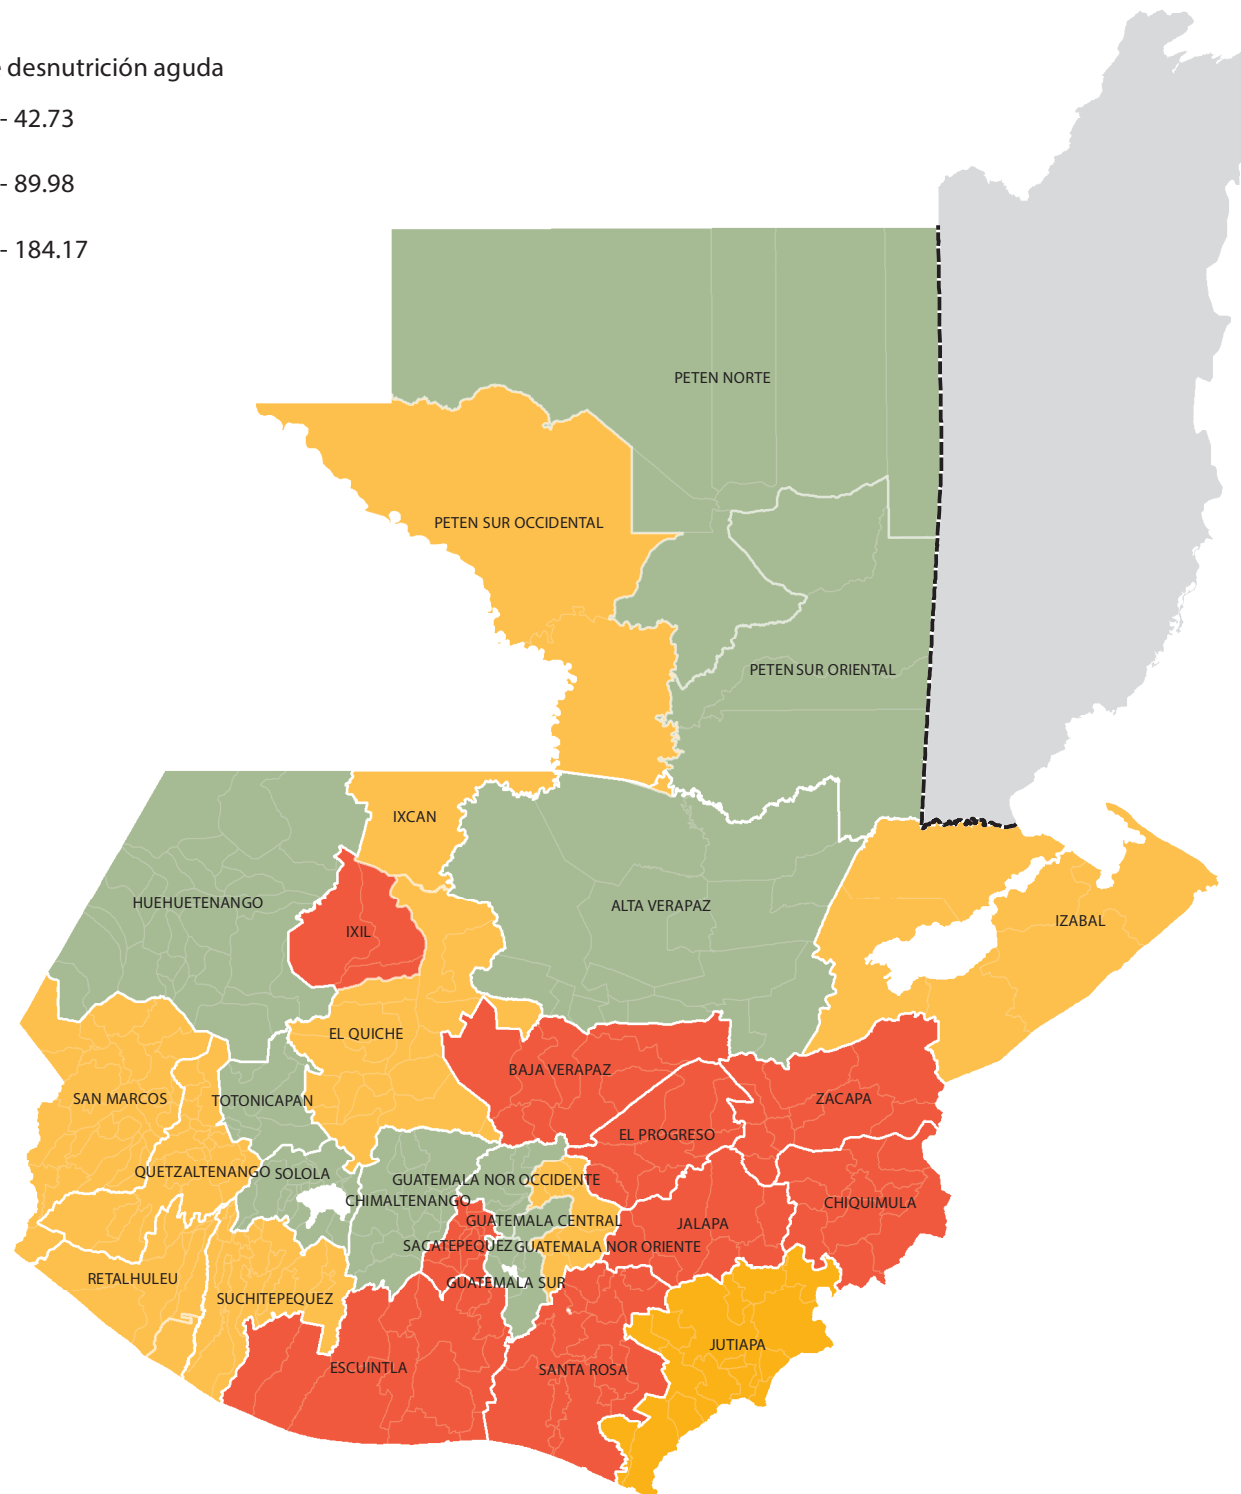 desnutrición aguda
- 42.73
- 89.98
- 184.17
PETEN NORTE
PETEN SUR OCCIDENTAL
PETEN SUR ORIENTAL
IXCAN
HUEHUETENANGO
ALTA VERAPAZ
IXIL
IZABAL
EL QUICHE
BAJA VERAPAZ
SAN MARCOS
TOTONICAPAN
ZACAPA
EL PROGRESO
QUETZALTENANGO
SOLOLA
GUATEMALA NOR OCCIDENTE
CHIMALTENANGO
CHIQUIMULA
GUATEMALA CENTRAL
JALAPA
SACATEPEQUEZ
GUATEMALA NOR ORIENTE
RETALHULEU
GUATEMALA SUR
SUCHITEPEQUEZ
JUTIAPA
ESCUINTLA
SANTA ROSA